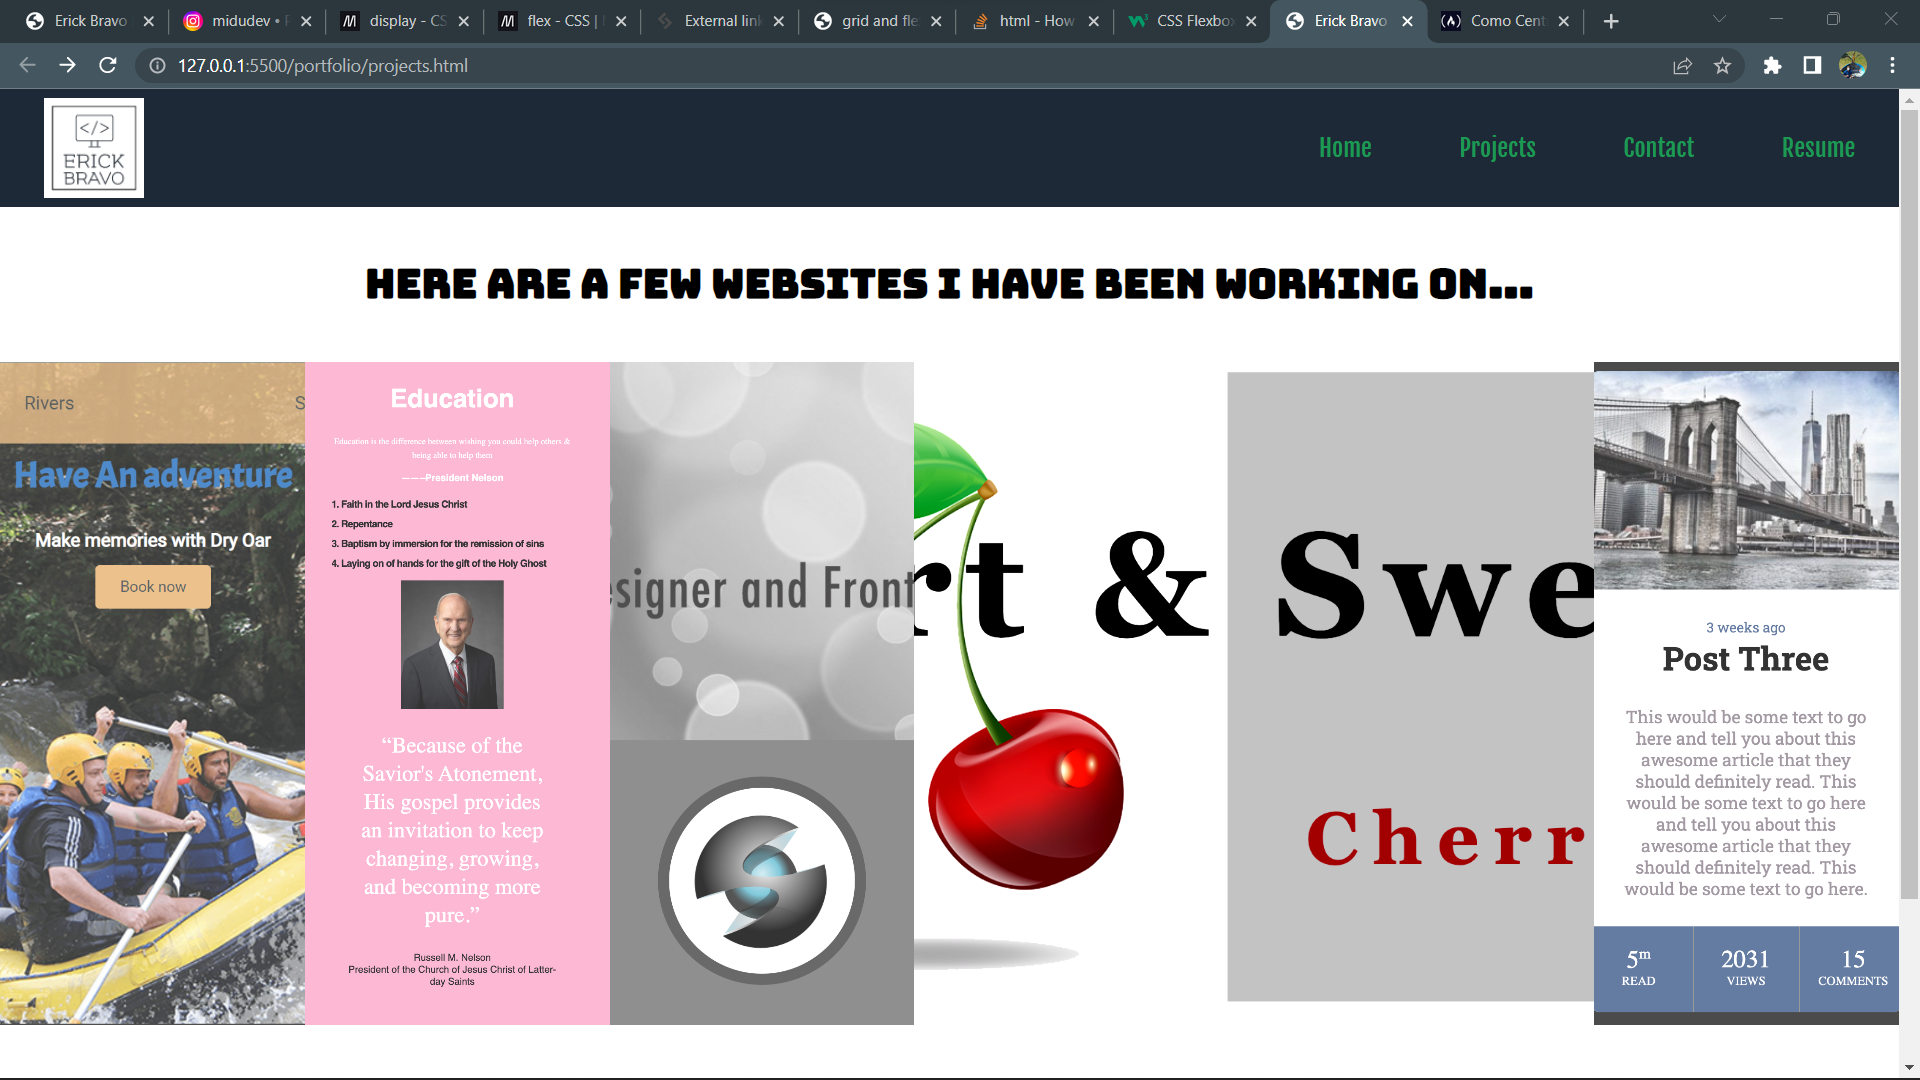 Erick Bravo
midudev • F
display - CS
flex - CSS |
External lin
grid and fle
html - How
CSS Flexbo
Erick Bravo
Como Cent
127.0.0.1:5500/portfolio/projects.html
</>
ERICK
BRAVO
Home
Projects
Contact
Resume
HERE ARE A FEW WEBSITES I HAVE BEEN WORKING ON...
Rivers
S
Have An adventure
Make memories with Dry Oar
Book now
Education
Education is the difference between wishing you could help others &
being able to help them
———President Nelson
1. Faith in the Lord Jesus Christ
2. Repentance
3. Baptism by immersion for the remission of sins
4. Laying on of hands for the gift of the Holy Ghost
“Because of the
Savior's Atonement,
His gospel provides
an invitation to keep
changing, growing,
and becoming more
pure.”
Russell M. Nelson
President of the Church of Jesus Christ of Latter-
day Saints
esigner and Front
S
rt & Swe
Cherr
3 weeks ago
Post Three
This would be some text to go
here and tell you about this
awesome article that they
should definitely read. This
would be some text to go here
and tell you about this
awesome article that they
should definitely read. This
would be some text to go here.
5m
READ
2031
VIEWS
15
COMMENTS